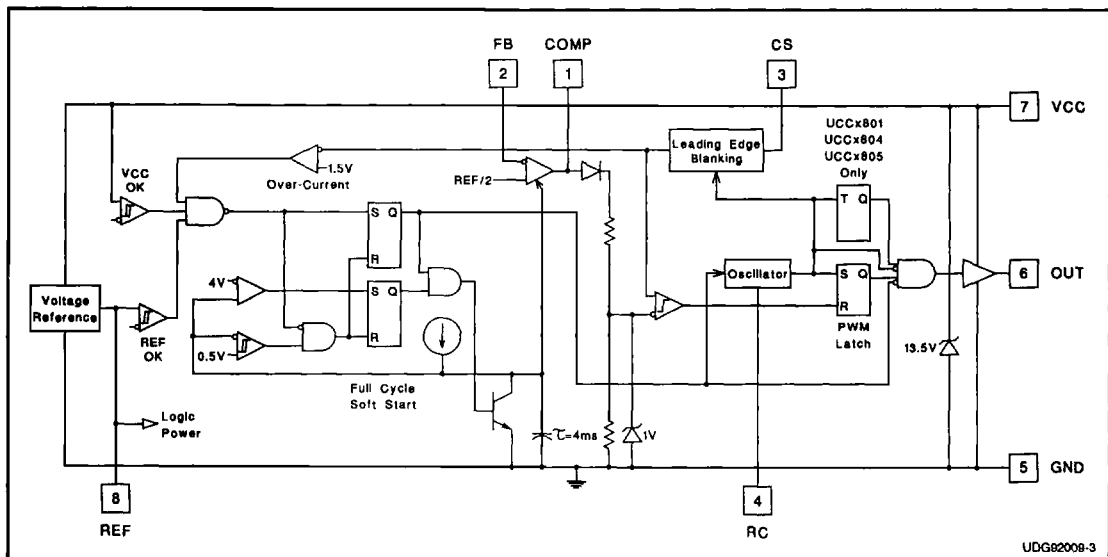 FB COMP CS
2 1 3
7 VCC
UCCx801
UCCx804
UCCx805
Only
Leading Edge
Blanking
1.5V
Over-Current
REF/2
VCC
OK
S Q
R
T Q
4V
S Q
R
Oscillator
S Q
R
PWM
Latch
6 OUT
Voltage
Reference
REF
OK
0.5V
13.5V
Full Cycle
Soft Start
Logic
Power
τ=4ms
1V
5 GND
8
REF
4
RC
UDG92009-3